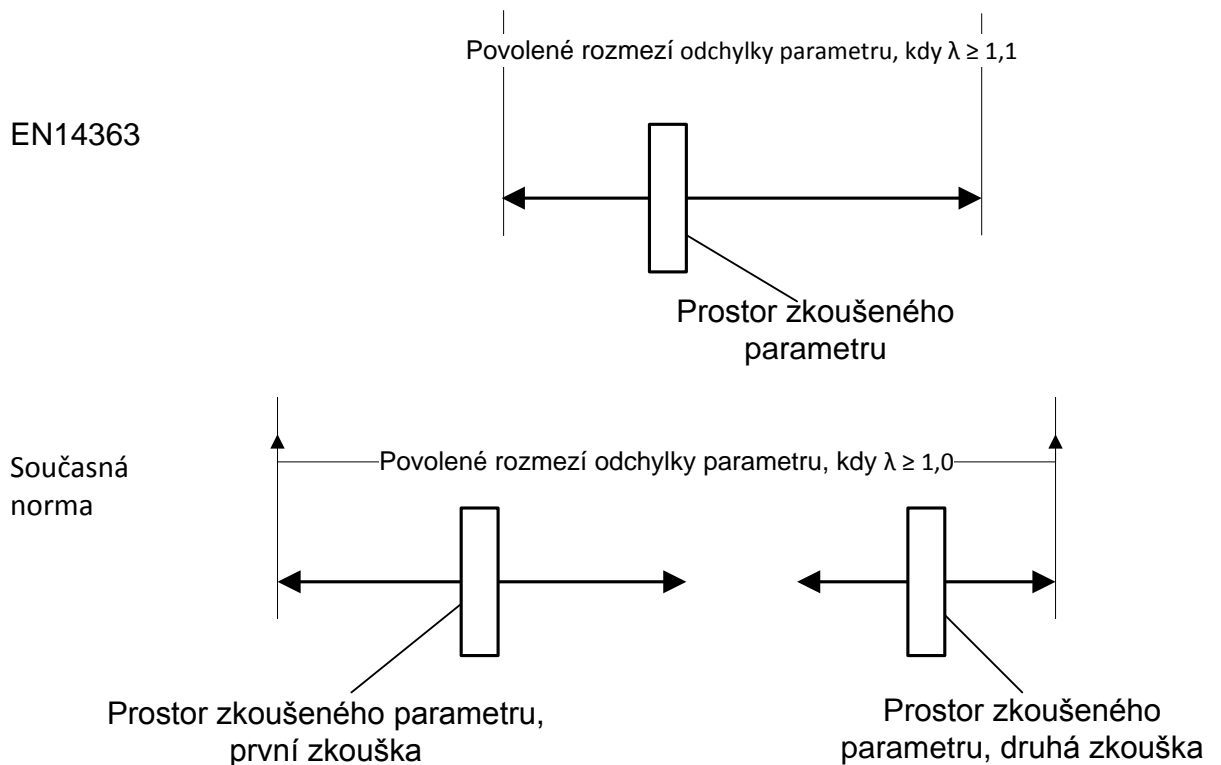 Povolené rozmezí odchylky parametru, kdy λ ≥ 1,1
EN14363
Prostor zkoušeného
parametru
Současná
norma
Povolené rozmezí odchylky parametru, kdy λ ≥ 1,0
Prostor zkoušeného parametru,
první zkouška
Prostor zkoušeného
parametru, druhá zkouška